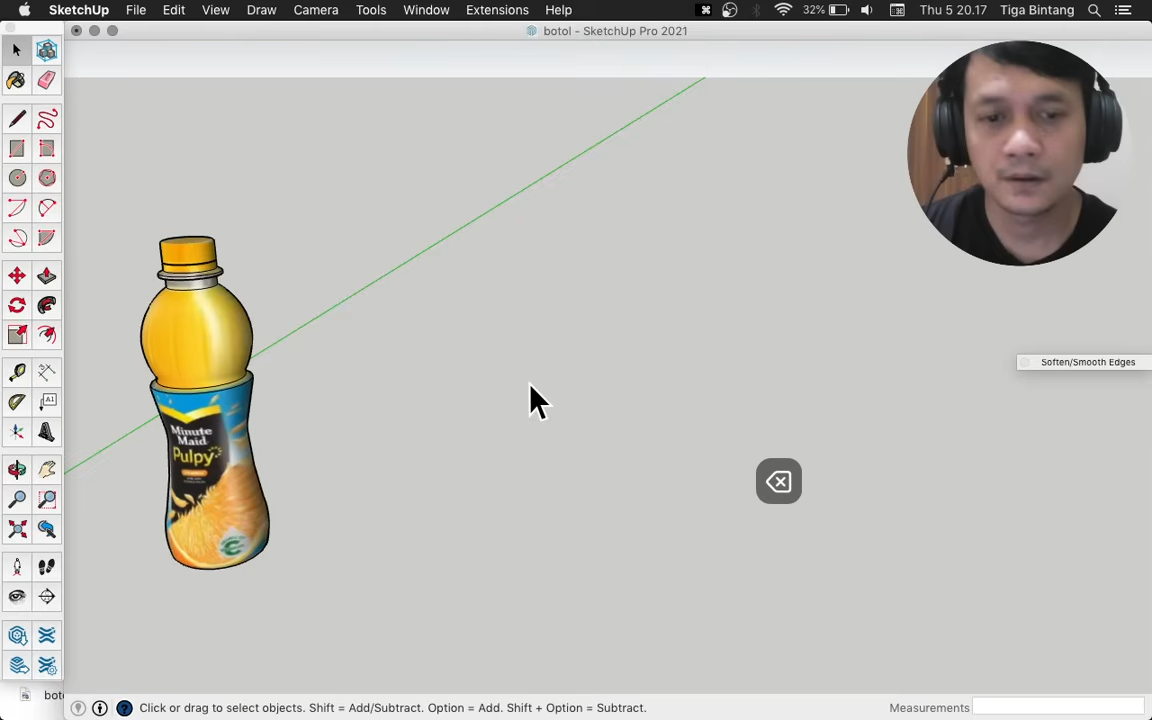 SketchUp File Edit View Draw Camera Tools Window Extensions Help 32% Thu 5 20.17 Tiga Bintang
botol - SketchUp Pro 2021
Soften/Smooth Edges
A1
Minute
Maid
Pulpy
boto
Click or drag to select objects. Shift = Add/Subtract. Option = Add. Shift + Option = Subtract.
Measurements